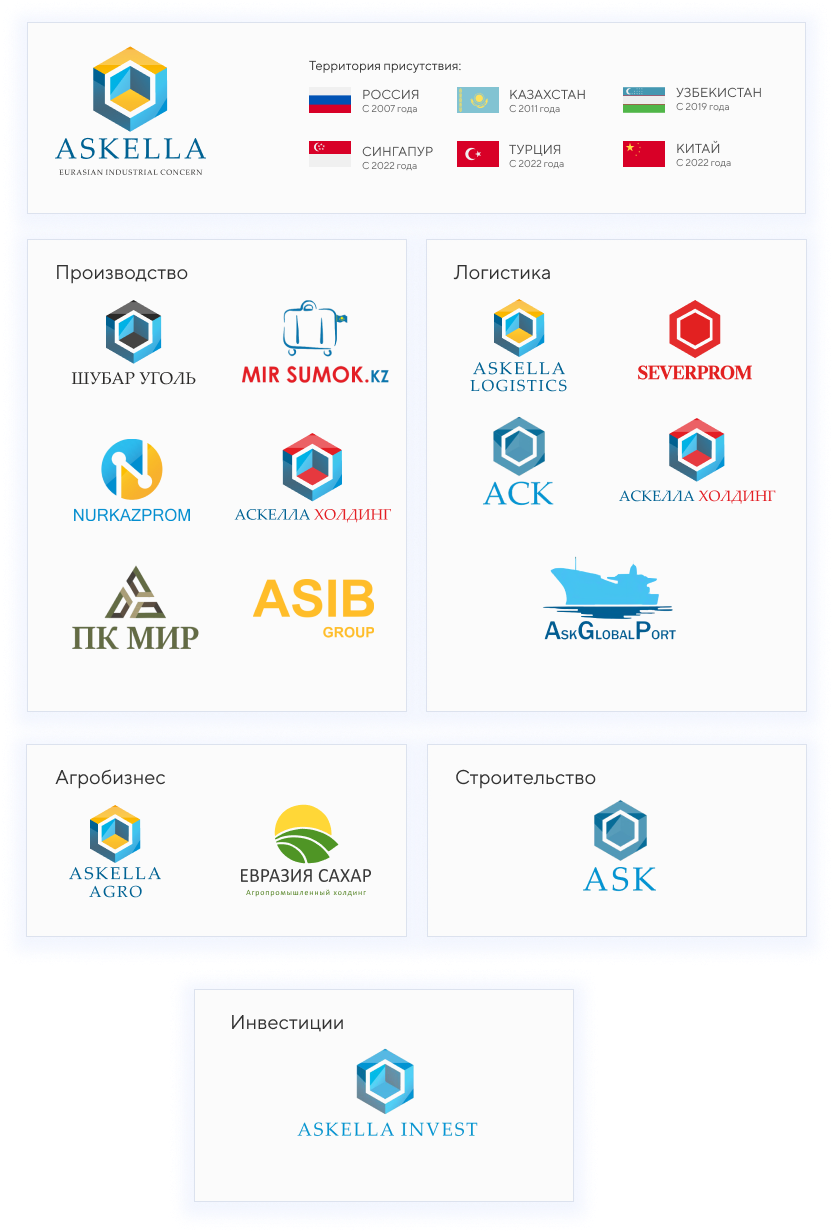 ASKELLA
EURASIAN INDUSTRIAL CONCERN
Территория присутствия:
РОССИЯ
С 2007 года
КАЗАХСТАН
С 2011 года
УЗБЕКИСТАН
С 2019 года
СИНГАПУР
С 2022 года
ТУРЦИЯ
С 2022 года
КИТАЙ
С 2022 года
Производство
ШУБАР УГОЛЬ
MIR SUMOK.KZ
NURKAZPROM
АСКЕЛЛА ХОЛДИНГ
ПК МИР
ASIB
GROUP
Логистика
ASKELLA
LOGISTICS
SEVERPROM
АСК
АСКЕЛЛА ХОЛДИНГ
ASKGLOBALPORT
Агробизнес
ASKELLA
AGRO
ЕВРАЗИЯ САХАР
Агропромышленный холдинг
Строительство
ASK
Инвестиции
ASKELLA INVEST